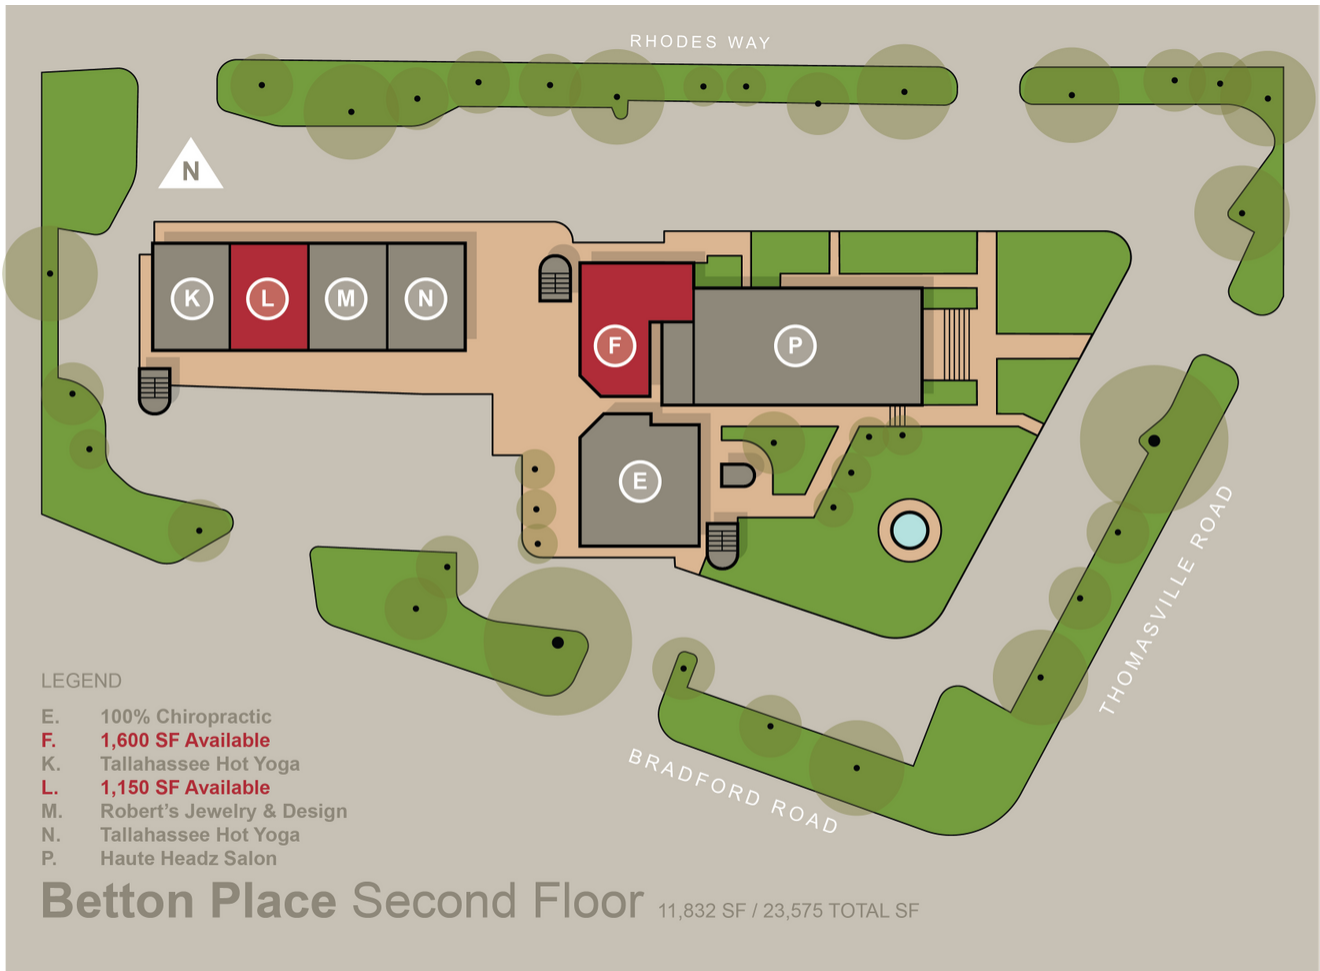 RHODES WAY
N
K
L
M
N
F
P
E
THOMASVILLE ROAD
BRADFORD ROAD
LEGEND
E. 100% Chiropractic
F. 1,600 SF Available
K. Tallahassee Hot Yoga
L. 1,150 SF Available
M. Robert's Jewelry & Design
N. Tallahassee Hot Yoga
P. Haute Headz Salon
Betton Place Second Floor 11,832 SF / 23,575 TOTAL SF